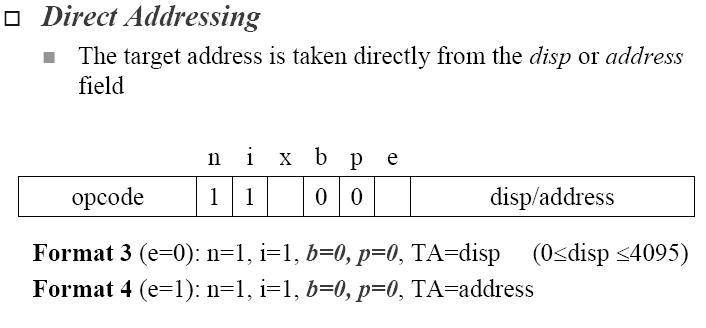 Direct Addressing
The target address is taken directly from the disp or address
field
n i x b p e
opcode 1 1 0 0 disp/address
Format 3 (e=0): n=1, i=1, b=0, p=0, TA=disp (0≤disp ≤4095)
Format 4 (e=1): n=1, i=1, b=0, p=0, TA=address